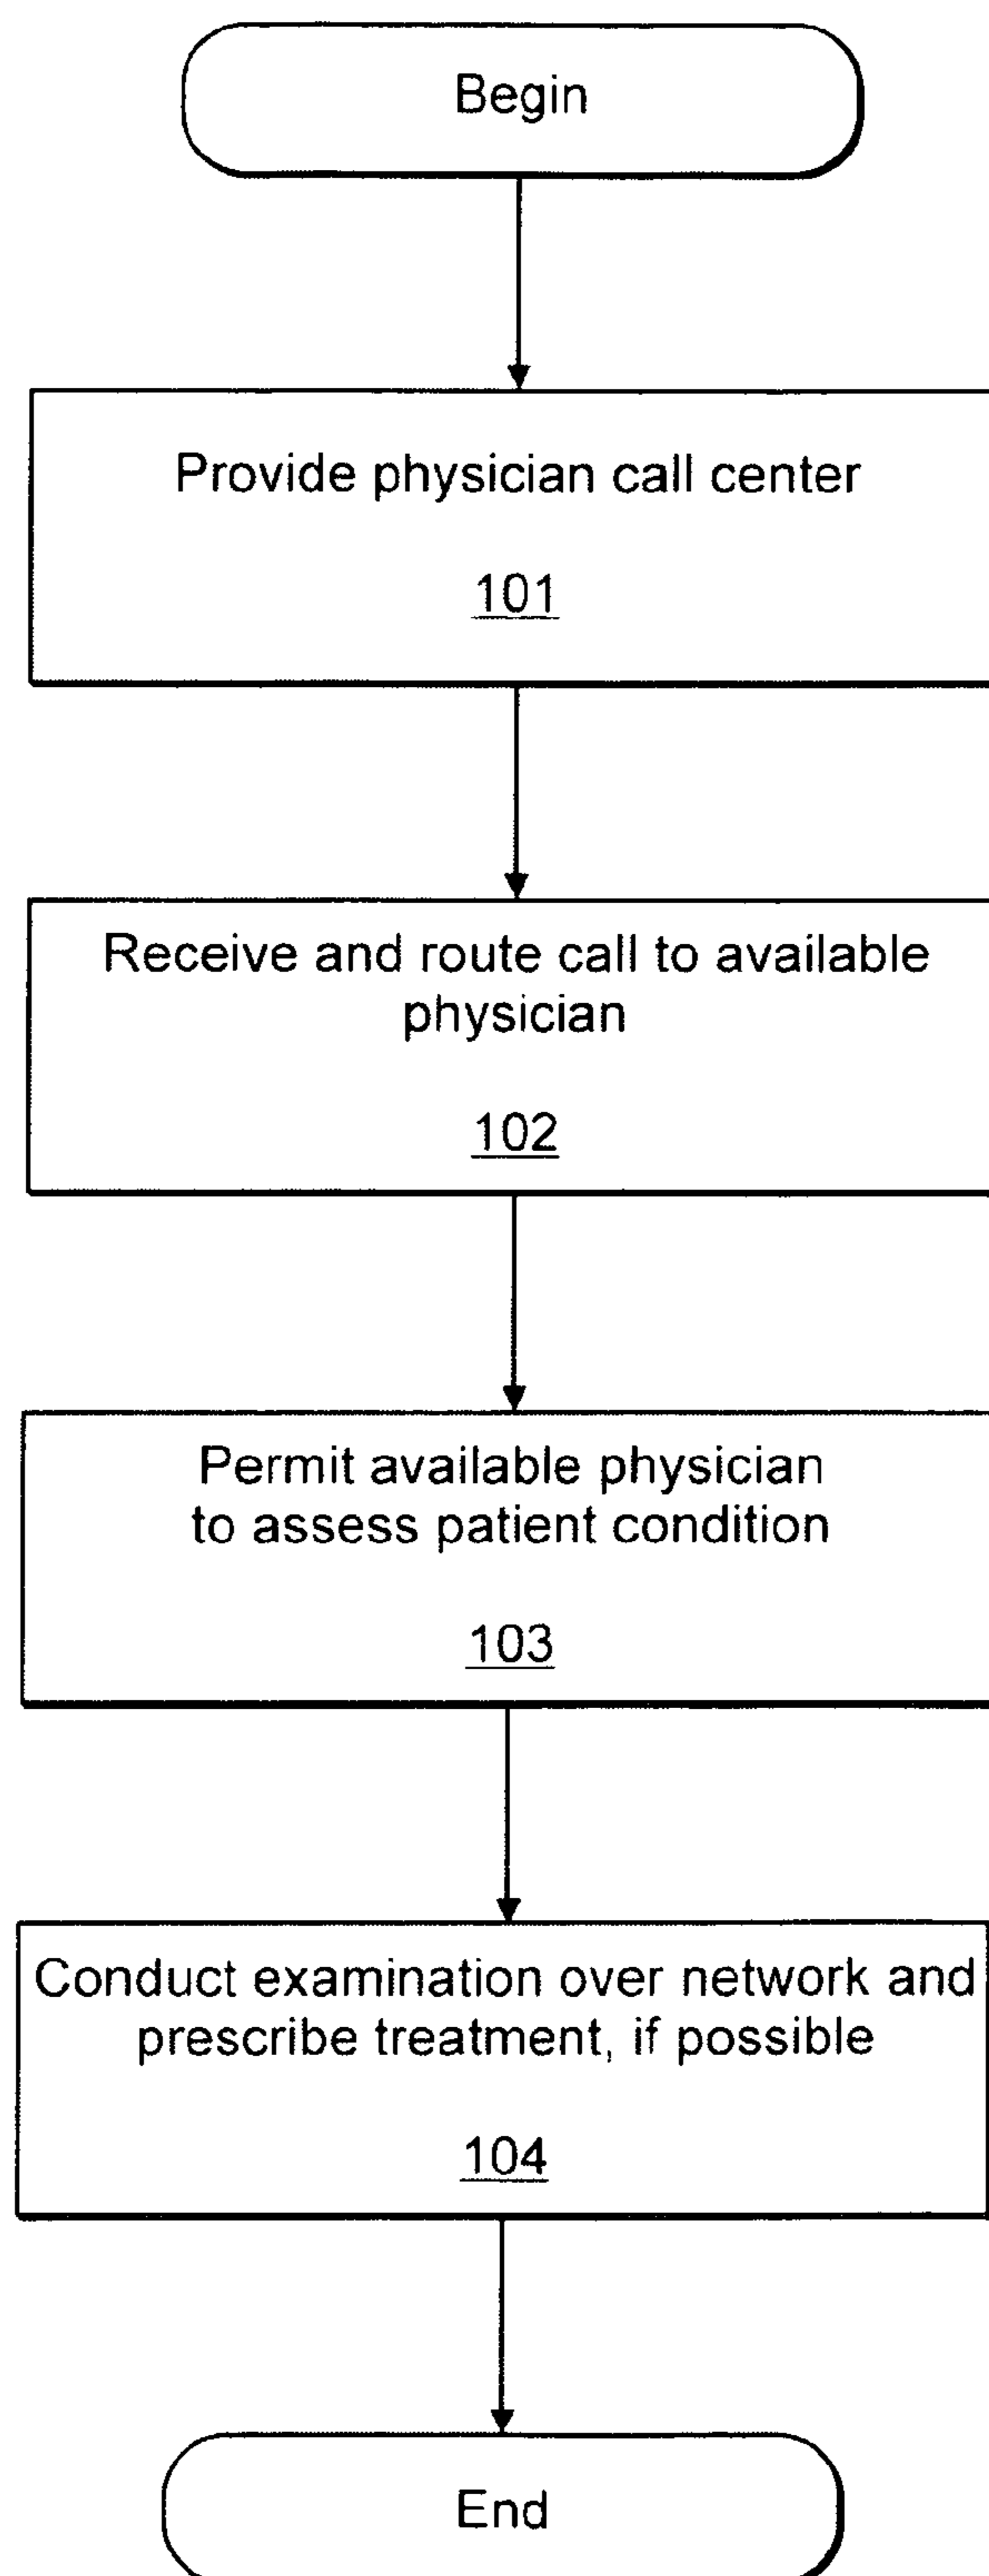 Begin
Provide physician call center
101
Receive and route call to available
physician
102
Permit available physician
to assess patient condition
103
Conduct examination over network and
prescribe treatment, if possible
104
End